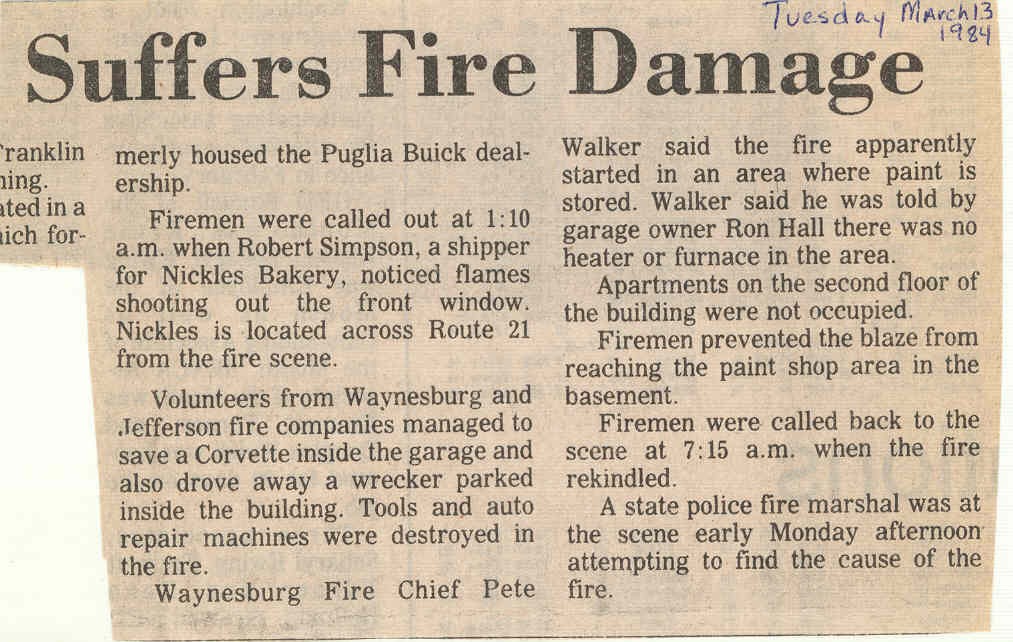 Tuesday March 13
1984
Suffers Fire Damage
Franklin
ning.
ated in a
ich for-
merly housed the Puglia Buick deal-
ership.
Firemen were called out at 1:10
a.m. when Robert Simpson, a shipper
for Nickles Bakery, noticed flames
shooting out the front window.
Nickles is located across Route 21
from the fire scene.
Volunteers from Waynesburg and
Jefferson fire companies managed to
save a Corvette inside the garage and
also drove away a wrecker parked
inside the building. Tools and auto
repair machines were destroyed in
the fire.
Waynesburg Fire Chief Pete
Walker said the fire apparently
started in an area where paint is
stored. Walker said he was told by
garage owner Ron Hall there was no
heater or furnace in the area.
Apartments on the second floor of
the building were not occupied.
Firemen prevented the blaze from
reaching the paint shop area in the
basement.
Firemen were called back to the
scene at 7:15 a.m. when the fire
rekindled.
A state police fire marshal was at
the scene early Monday afternoon
attempting to find the cause of the
fire.